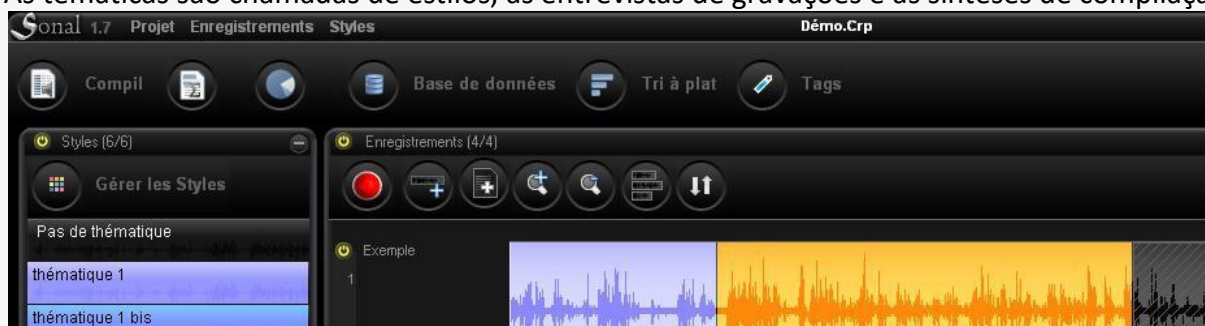 As temáticas são chamadas de estilos, as entrevistas de gravações e as sínteses de
Sonal 1.7 Projet Enregistrements Styles Démo.Crp
Compil Base de données Tri à plat Tags
Styles (6/6) Enregistrements (4/4)
Gérer les Styles
Pas de thématique
Exemple
thématique 1
1
thématique 1 bis